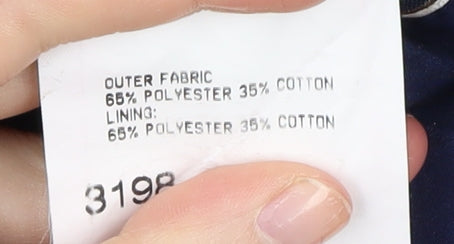 OUTER FABRIC
65% POLYESTER 35% COTTON
LINING:
65% POLYESTER 35% COTTON
3198